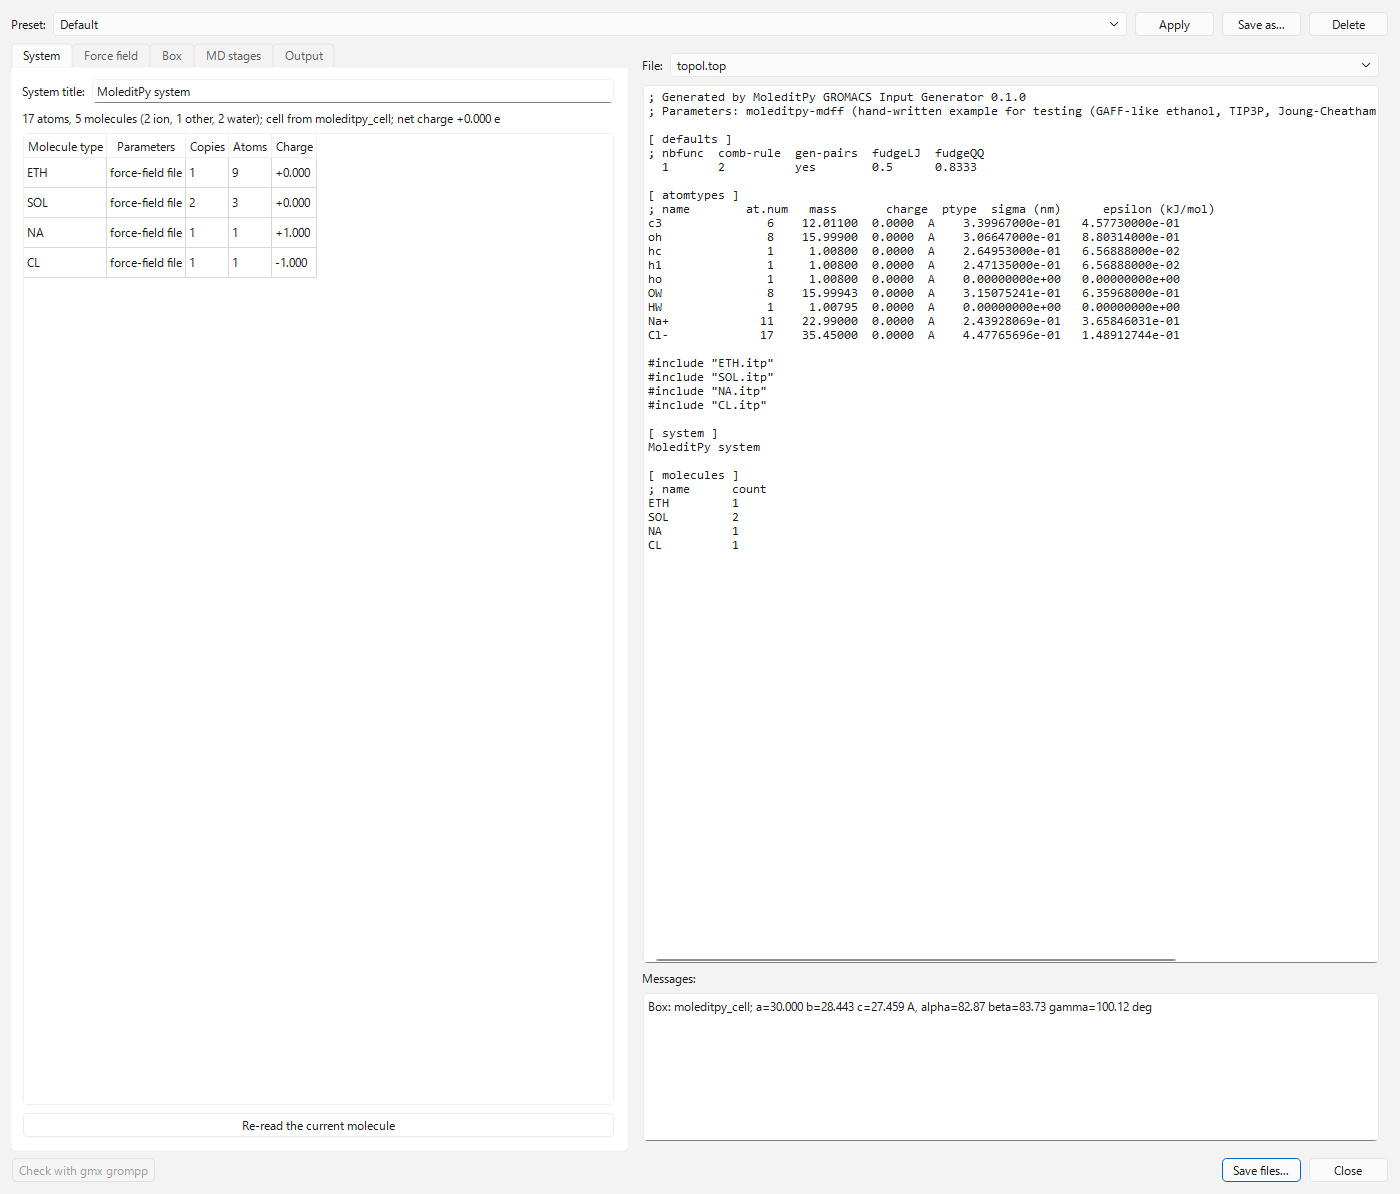 Preset: Default Apply Save as... Delete
System Force field Box MD stages Output
System title: MoleditPy system
17 atoms, 5 molecules (2 ion, 1 other, 2 water); cell from moleditpy_cell; net charge +0.000 e
Molecule type Parameters Copies Atoms Charge
ETH force-field file 1 9 +0.000
SOL force-field file 2 3 +0.000
NA force-field file 1 1 +1.000
CL force-field file 1 1 -1.000
Re-read the current molecule
File: topol.top
; Generated by MoleditPy GROMACS Input Generator 0.1.0
; Parameters: moleditpy-mdff (hand-written example for testing (GAFF-like ethanol, TIP3P, Joung-Cheatham
[ defaults ]
; nbfunc comb-rule gen-pairs fudgeLJ fudgeQQ
1 2 yes 0.5 0.8333
[ atomtypes ]
; name at.num mass charge ptype sigma (nm) epsilon (kJ/mol)
c3 6 12.01100 0.0000 A 3.39967000e-01 4.57730000e-01
oh 8 15.99900 0.0000 A 3.06647000e-01 8.80314000e-01
hc 1 1.00800 0.0000 A 2.64953000e-01 6.56888000e-02
h1 1 1.00800 0.0000 A 2.47135000e-01 6.56888000e-02
ho 1 1.00800 0.0000 A 0.00000000e+00 0.00000000e+00
OW 8 15.99943 0.0000 A 3.15075241e-01 6.35968000e-01
HW 1 1.00795 0.0000 A 0.00000000e+00 0.00000000e+00
Na+ 11 22.99000 0.0000 A 2.43928069e-01 3.65846031e-01
Cl- 17 35.45000 0.0000 A 4.47765696e-01 1.48912744e-01
#include "ETH.itp"
#include "SOL.itp"
#include "NA.itp"
#include "CL.itp"
[ system ]
MoleditPy system
[ molecules ]
; name count
ETH 1
SOL 2
NA 1
CL 1
Messages:
Box: moleditpy_cell; a=30.000 b=28.443 c=27.459 A, alpha=82.87 beta=83.73 gamma=100.12 deg
Check with gmx grompp Save files... Close